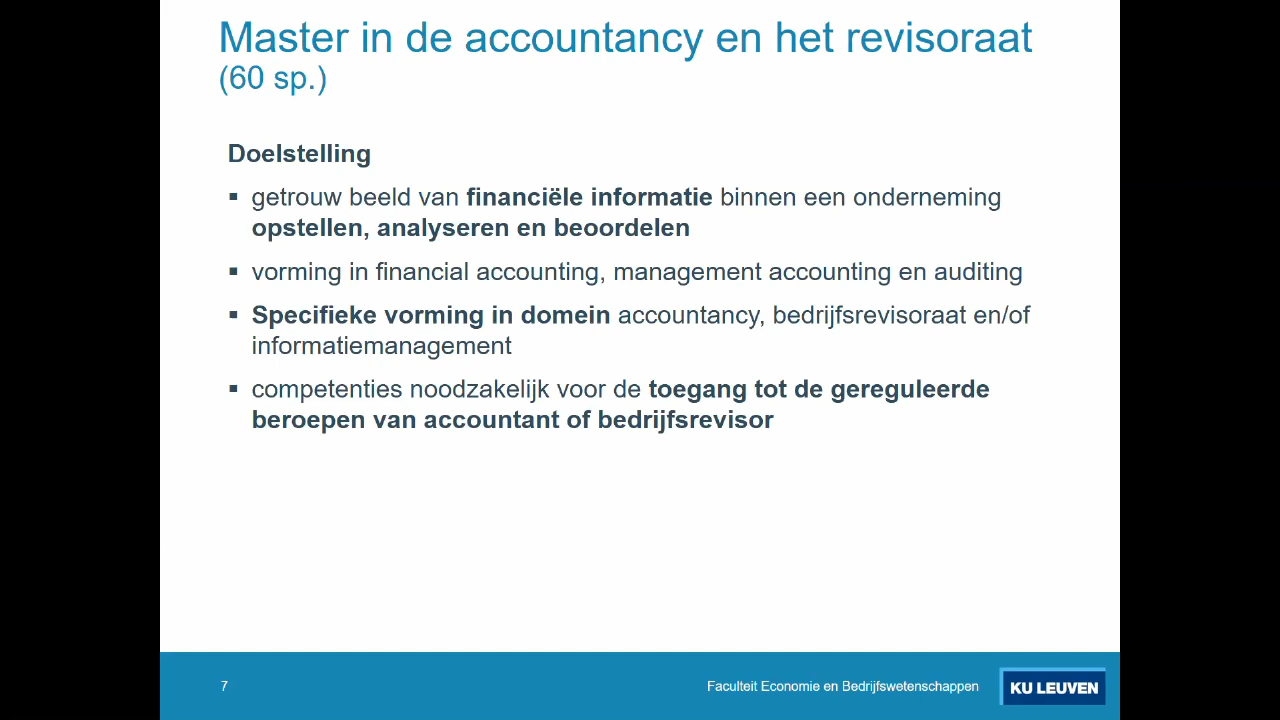 Master in de accountancy en het revisoraat
(60 sp.)
Doelstelling
▪ getrouw beeld van financiële informatie binnen een onderneming
opstellen, analyseren en beoordelen
▪ vorming in financial accounting, management accounting en auditing
▪ Specifieke vorming in domein accountancy, bedrijfsrevisoraat en/of
informatiemanagement
▪ competenties noodzakelijk voor de toegang tot de gereguleerde
beroepen van accountant of bedrijfsrevisor
7
Faculteit Economie en Bedrijfswetenschappen
KU LEUVEN